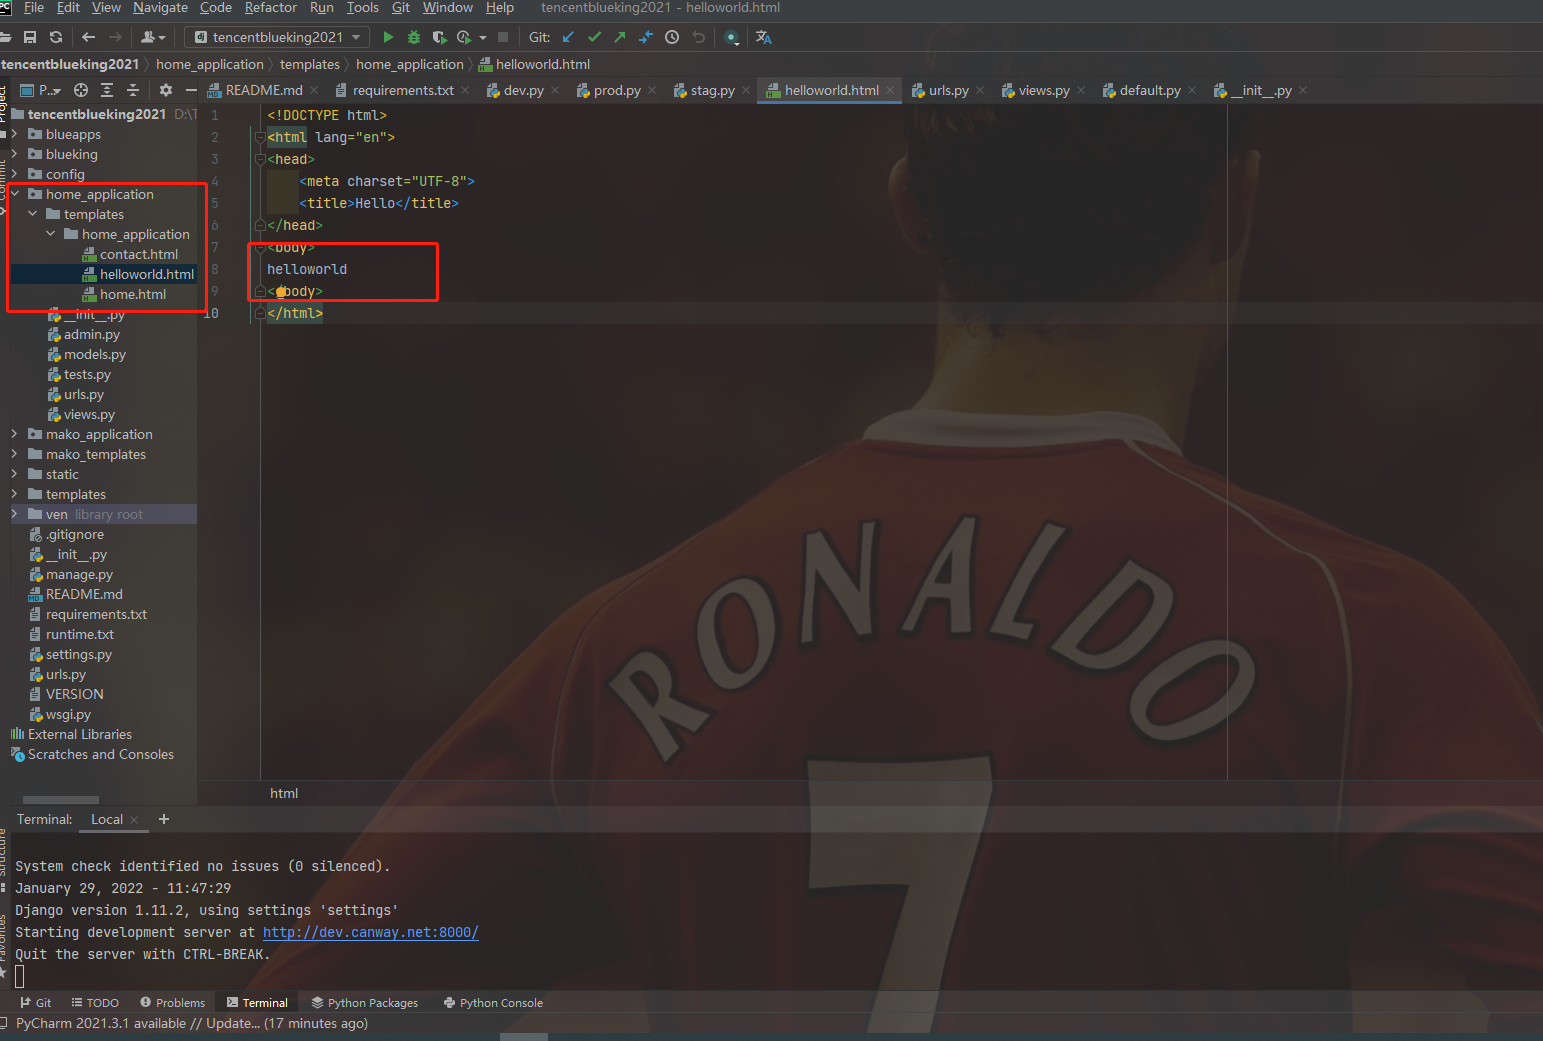 PC File Edit View Navigate Code Refactor Run Tools Git Window Help tencentblueking2021 - helloworld.html
dj tencentblueking2021 Git:
tencentblueking2021 home_application templates home_application helloworld.html
P.. README.md requirements.txt dev.py prod.py stag.py helloworld.html urls.py views.py default.py __init__.py
Project
Commit
tencentblueking2021 D:\T
blueapps
blueking
config
home_application
templates
home_application
contact.html
helloworld.html
home.html
__init__.py
admin.py
models.py
tests.py
urls.py
views.py
mako_application
mako_templates
static
templates
ven library root
.gitignore
__init__.py
manage.py
README.md
requirements.txt
runtime.txt
settings.py
urls.py
VERSION
wsgi.py
External Libraries
Scratches and Consoles
1 <!DOCTYPE html>
2 <html lang="en">
3 <head>
4 <meta charset="UTF-8">
5 <title>Hello</title>
6 </head>
7 <body>
8 helloworld
9 </body>
10 </html>
RONALDO
7
html
Terminal: Local +
Structure
Favorites
System check identified no issues (0 silenced).
January 29, 2022 - 11:47:29
Django version 1.11.2, using settings 'settings'
Starting development server at http://dev.canway.net:8000/
Quit the server with CTRL-BREAK.
Git TODO Problems Terminal Python Packages Python Console
PyCharm 2021.3.1 available // Update... (17 minutes ago)